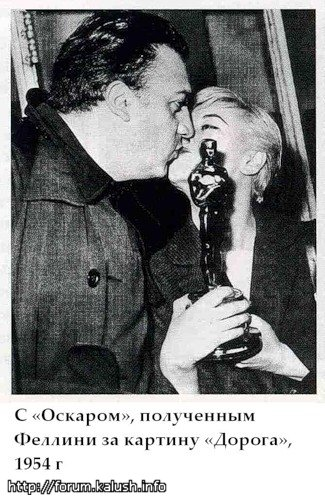 С «Оскаром», полученным
Феллини за картину «Дорога»,
1954 г
http://forum.kalush.info